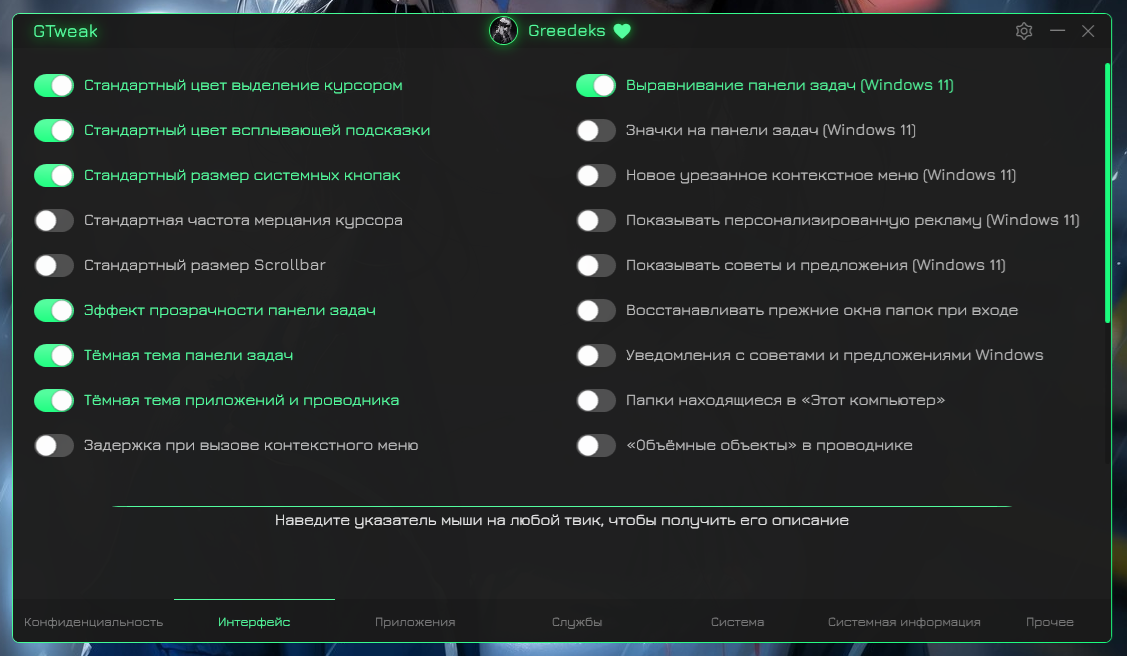 GTweak
Greedeks
Стандартный цвет выделение курсором
Стандартный цвет всплывающей подсказки
Стандартный размер системных кнопак
Стандартная частота мерцания курсора
Стандартный размер Scrollbar
Эффект прозрачности панели задач
Тёмная тема панели задач
Тёмная тема приложений и проводника
Задержка при вызове контекстного меню
Выравнивание панели задач (Windows 11)
Значки на панели задач (Windows 11)
Новое урезанное контекстное меню (Windows 11)
Показывать персонализированную рекламу (Windows 11)
Показывать советы и предложения (Windows 11)
Восстанавливать прежние окна папок при входе
Уведомления с советами и предложениями Windows
Папки находящиеся в «Этот компьютер»
«Объёмные объекты» в проводнике
Наведите указатель мыши на любой твик, чтобы получить его описание
Конфиденциальность
Интерфейс
Приложения
Службы
Система
Системная информация
Прочее